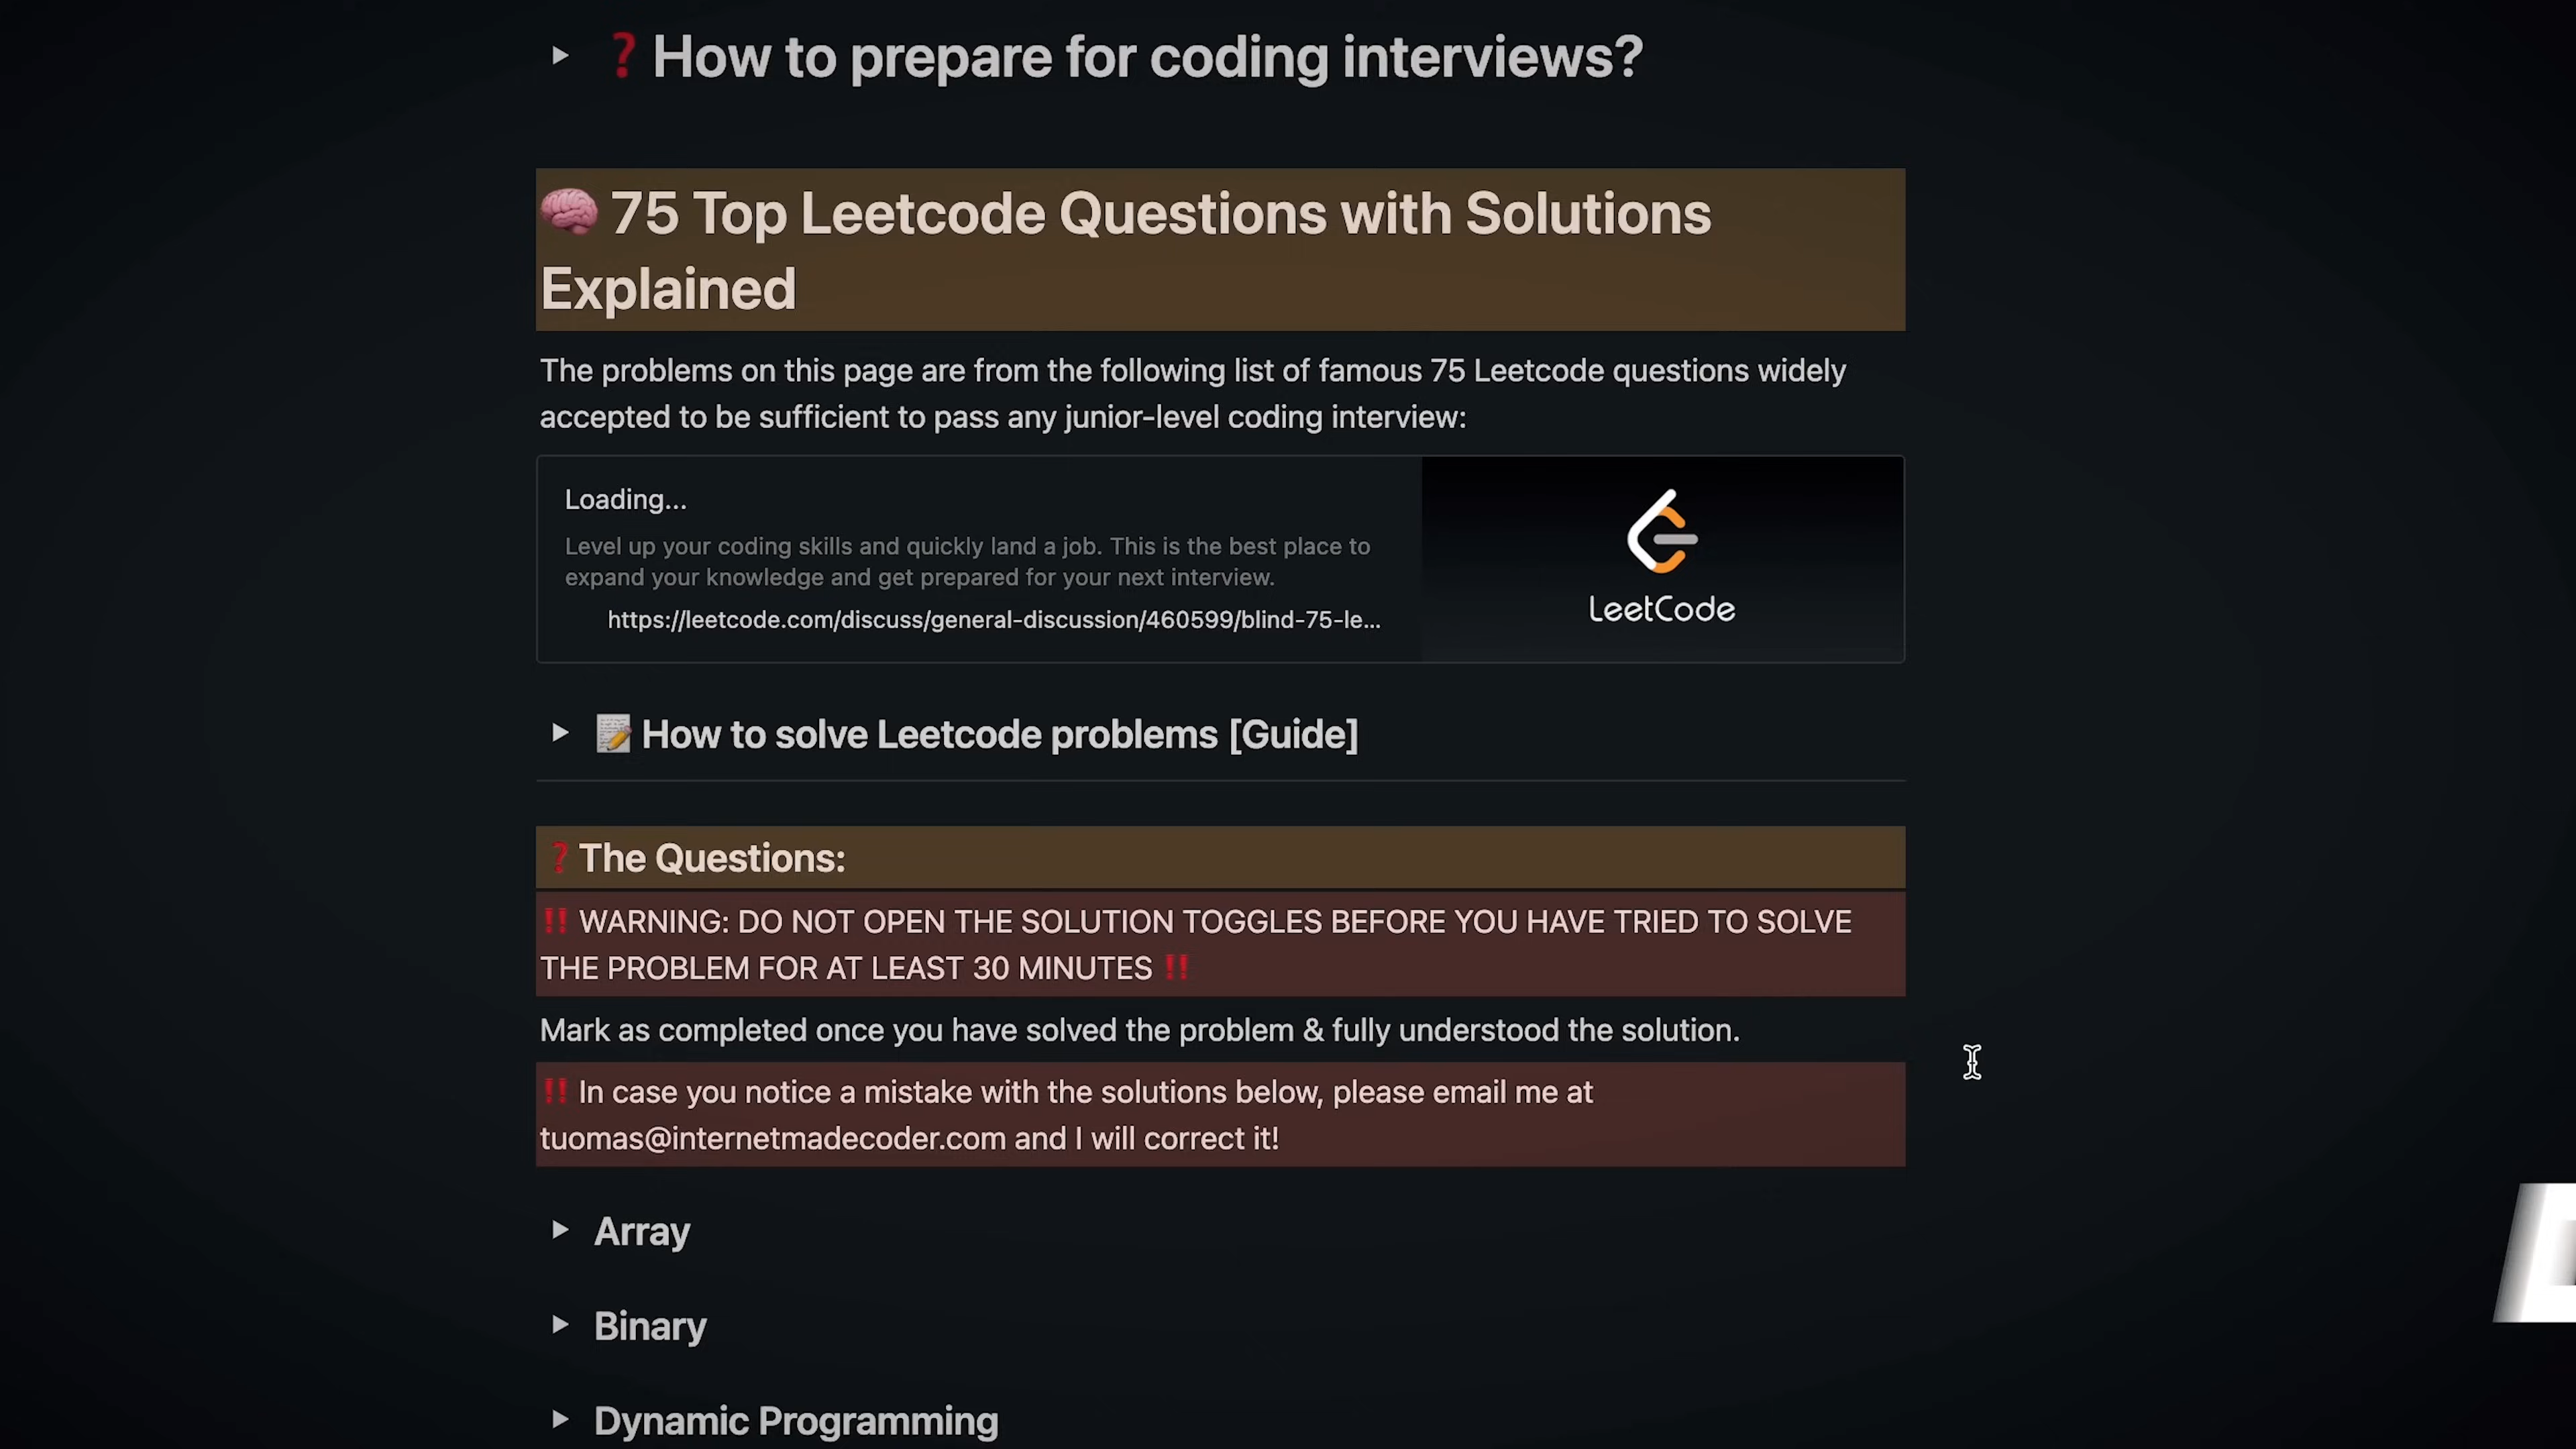 ❓How to prepare for coding interviews?
🧠 75 Top Leetcode Questions with Solutions
Explained
The problems on this page are from the following list of famous 75 Leetcode questions widely
accepted to be sufficient to pass any junior-level coding interview:
Loading...
Level up your coding skills and quickly land a job. This is the best place to
expand your knowledge and get prepared for your next interview.
https://leetcode.com/discuss/general-discussion/460599/blind-75-le...
LeetCode
📝 How to solve Leetcode problems [Guide]
❓The Questions:
‼️ WARNING: DO NOT OPEN THE SOLUTION TOGGLES BEFORE YOU HAVE TRIED TO SOLVE
THE PROBLEM FOR AT LEAST 30 MINUTES ‼️
Mark as completed once you have solved the problem & fully understood the solution.
‼️ In case you notice a mistake with the solutions below, please email me at
tuomas@internetmadecoder.com and I will correct it!
Array
Binary
Dynamic Programming